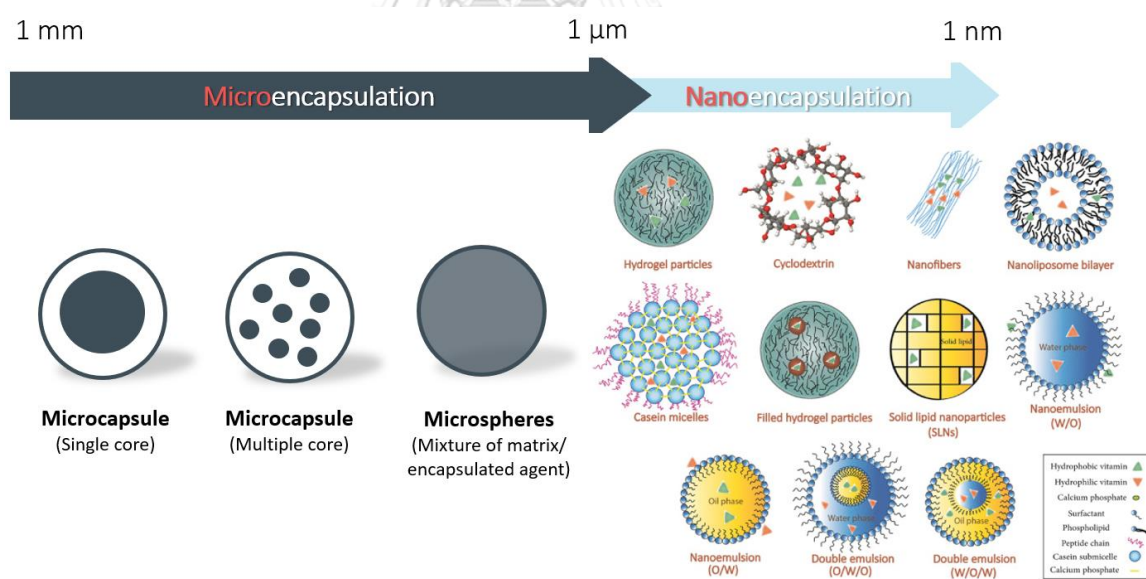 1 mm
1 μm
1 nm
Microencapsulation
Nanoencapsulation
Hydrogel particles
Cyclodextrin
Nanofibers
Nanoliposome bilayer
Microcapsule
(Single core)
Microcapsule
(Multiple core)
Microspheres
(Mixture of matrix/
encapsulated agent)
Casein micelles
Filled hydrogel particles
Solid lipid
Solid lipid nanoparticles
(SLNs)
Water phase
Nanoemulsion
(W/O)
Oil phase
Nanoemulsion
(O/W)
Water phase
Double emulsion
(O/W/O)
Oil phase
Double emulsion
(W/O/W)
Hydrophobic vitamin
Hydrophilic vitamin
Calcium phosphate
Surfactant
Phospholipid
Peptide chain
Casein submicelle
Calcium phosphate